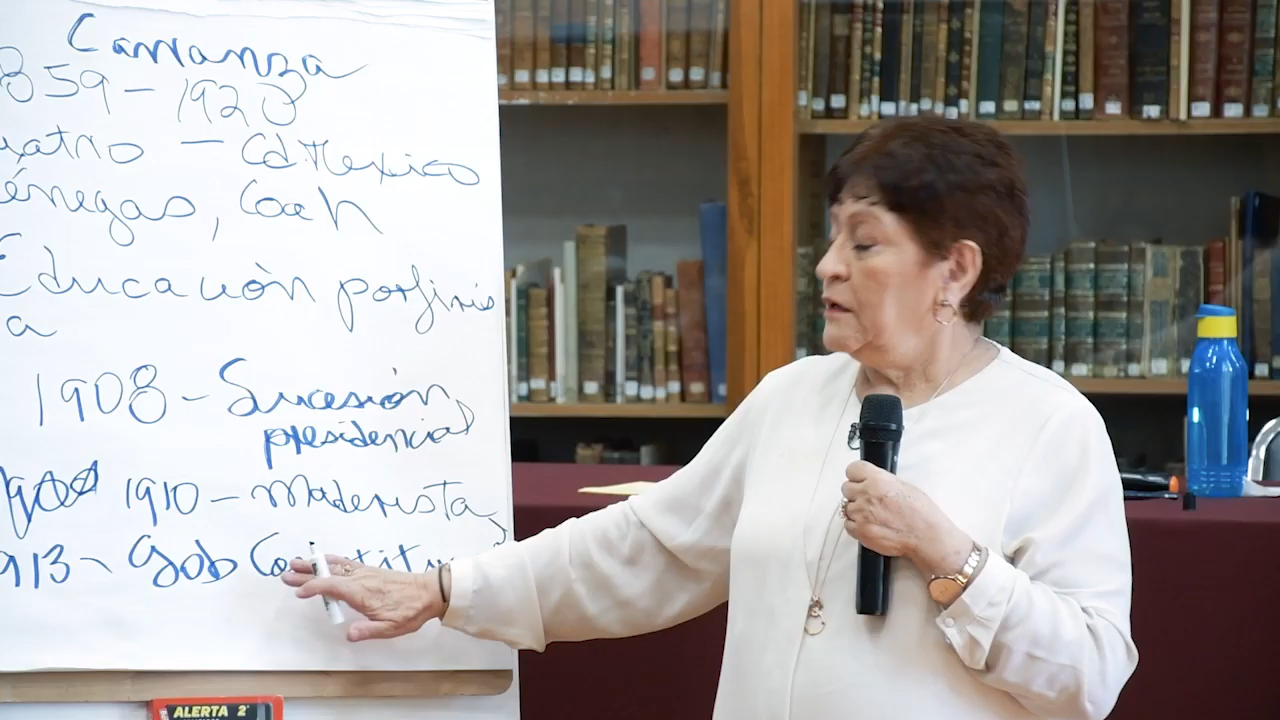 Carranza
859 - 1920
uatro - Cd. Mexico
iénegas, Coah
Educación porfiris
a
1908 - Sucesión
presidencial
1910 - Maderista
913 - Gob Co
ALERTA 2